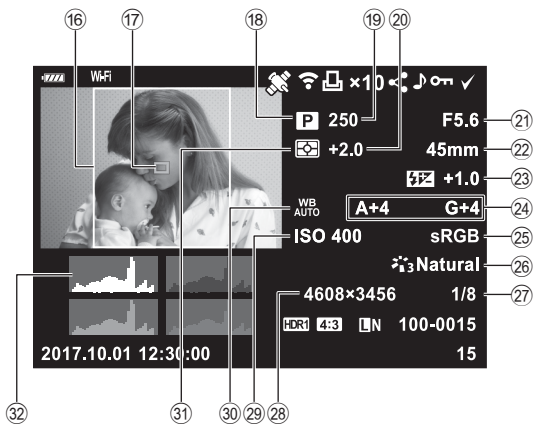 ⑯ ⑰ ⑱ ⑲ ⑳
Wi-Fi ×10
P 250 F5.6 ㉑
+2.0 45mm ㉒
+1.0 ㉓
WB AUTO A+4 G+4 ㉔
ISO 400 sRGB ㉕
3 Natural ㉖
4608×3456 1/8 ㉗
HDR1 4:3 LN 100-0015
2017.10.01 12:30:00 15
㉜ ㉛ ㉚ ㉙ ㉘